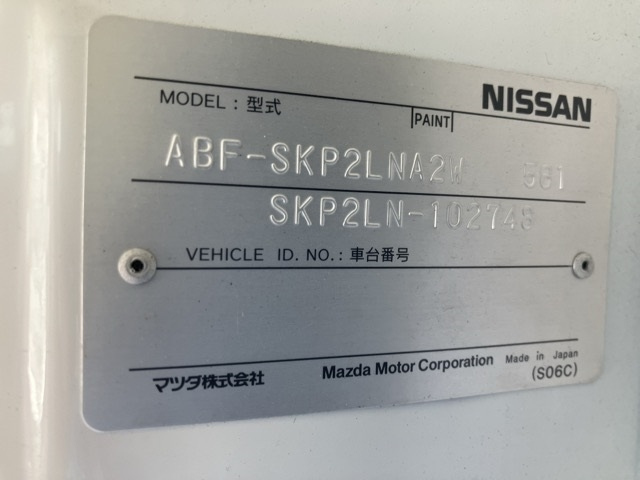 NISSAN
MODEL : 型式
PAINT
ABF-SKP2LNA2W 581
SKP2LN-102748
VEHICLE ID. NO. : 車台番号
マツダ株式会社 Mazda Motor Corporation Made in Japan
(S06C)